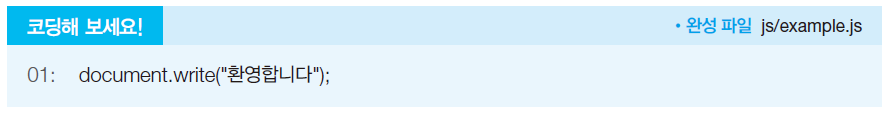 코딩해 보세요!
• 완성 파일 js/example.js
01: document.write("환영합니다");